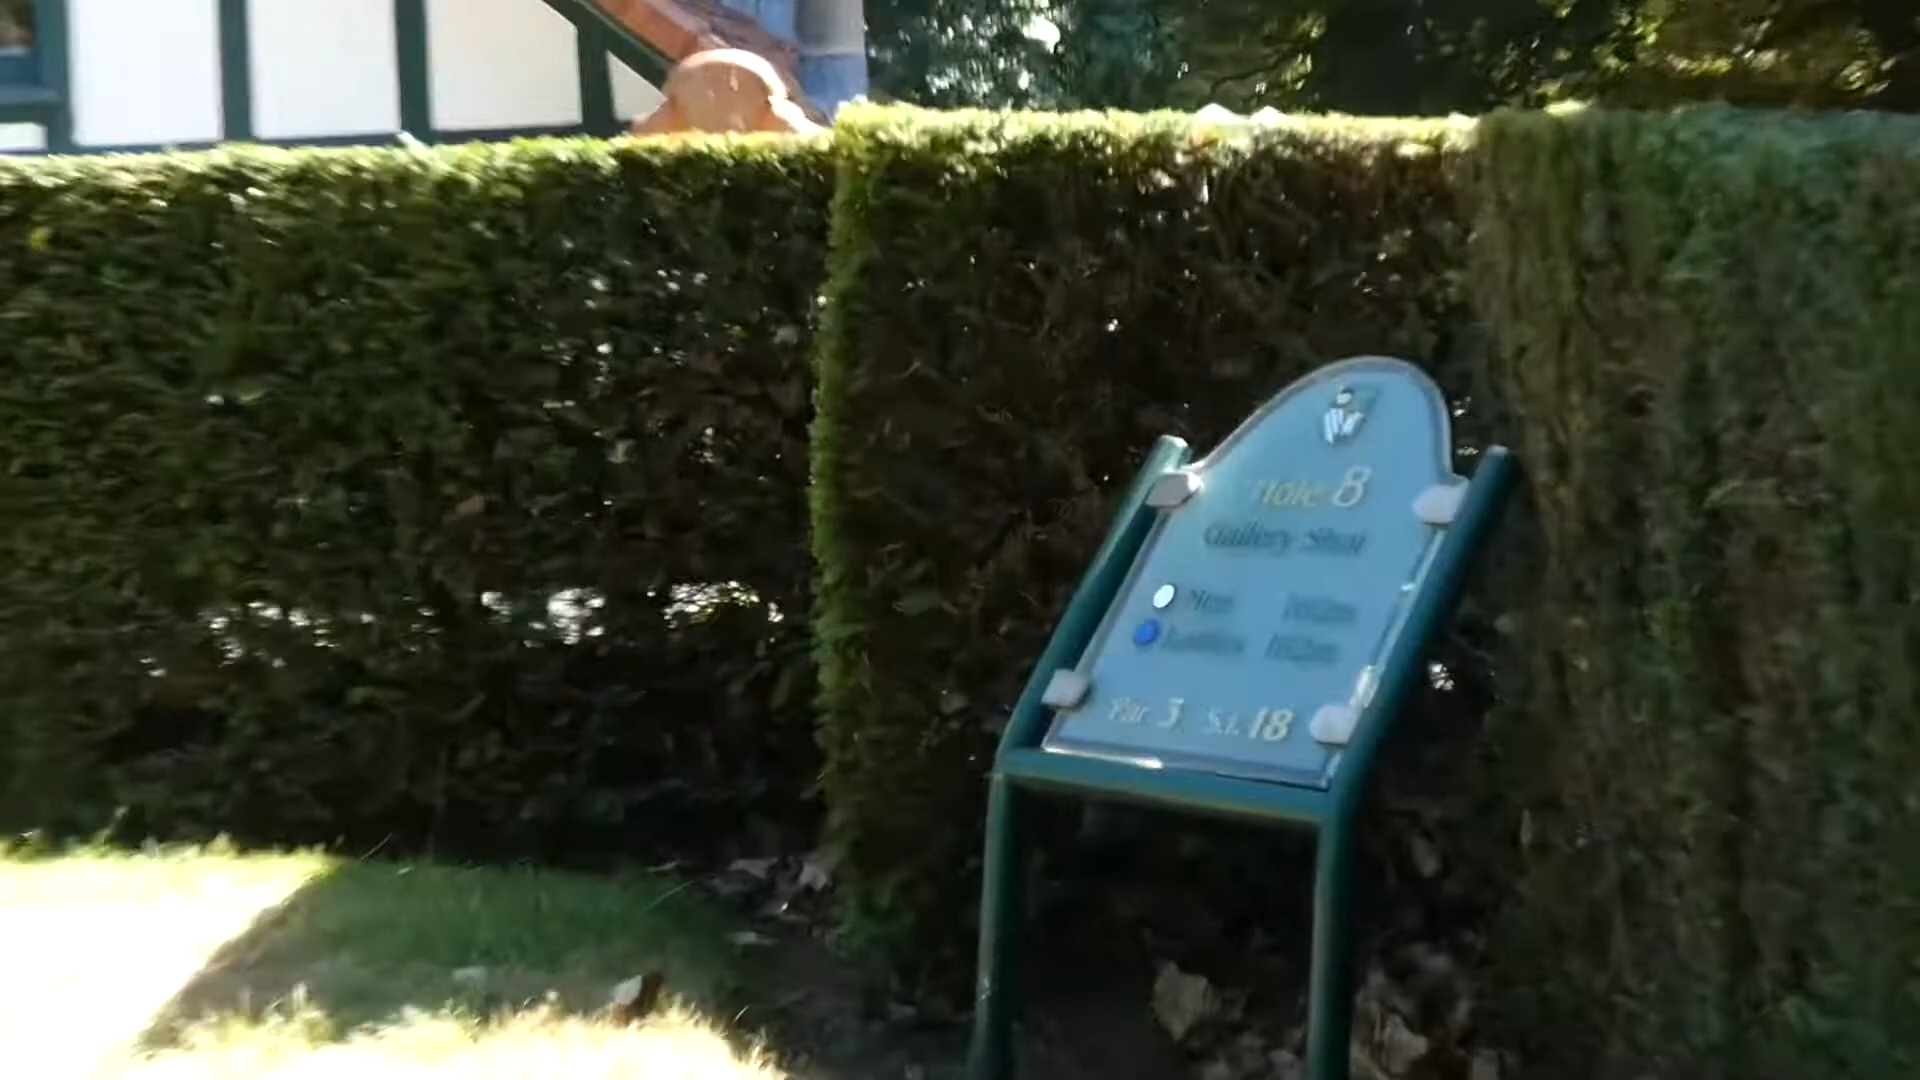 Hole 8
Gallery Shot
Men
Ladies
Par 3 S.I. 18